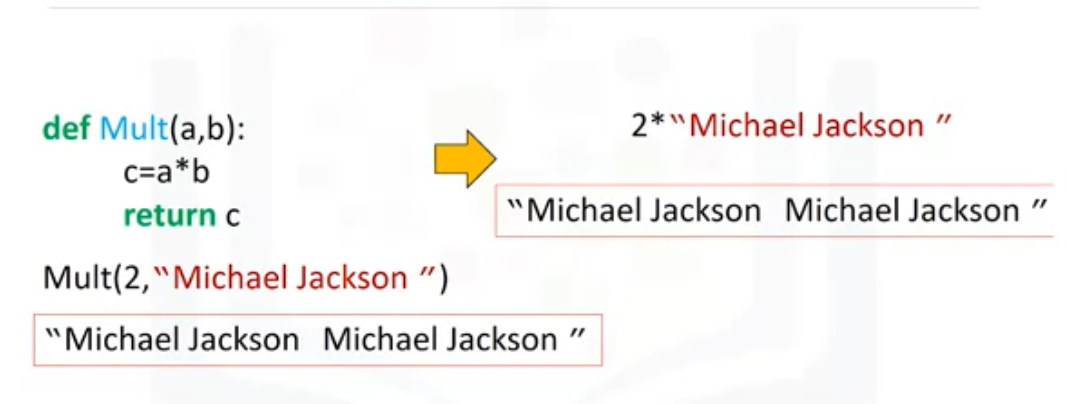 def Mult(a,b):
c=a*b
return c
Mult(2,“Michael Jackson ”)
“Michael Jackson  Michael Jackson ”
2*“Michael Jackson ”
“Michael Jackson  Michael Jackson ”